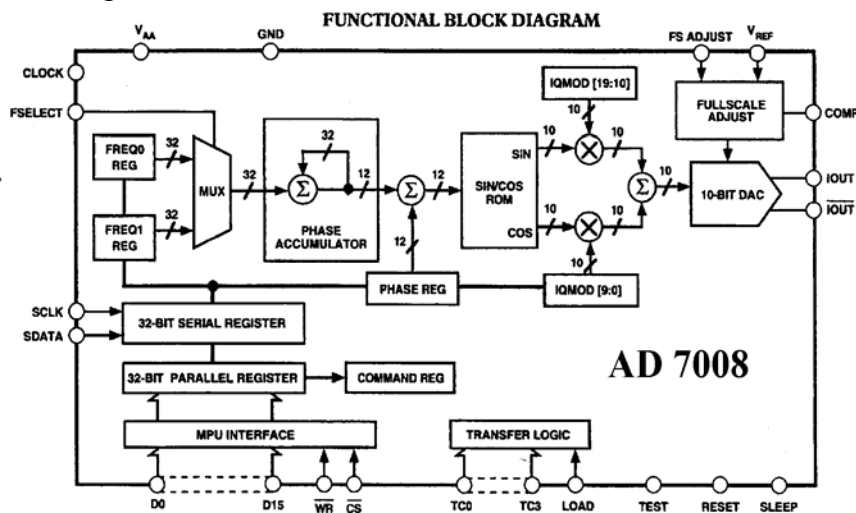 FUNCTIONAL BLOCK DIAGRAM
VAA
GND
FS ADJUST
VREF
CLOCK
FSELECT
IQMOD [19:10]
FULLSCALE
ADJUST
COMP
10
10
10
32
FREQ0
REG
32
MUX
32
Σ
12
Σ
12
SIN
SIN/COS
ROM
COS
Σ
10
10-BIT DAC
IOUT
IOUT
FREQ1
REG
32
PHASE
ACCUMULATOR
12
10
10
10
PHASE REG
IQMOD [9:0]
SCLK
SDATA
32-BIT SERIAL REGISTER
32-BIT PARALLEL REGISTER
COMMAND REG
AD 7008
MPU INTERFACE
TRANSFER LOGIC
D0
D15
WR
CS
TC0
TC3
LOAD
TEST
RESET
SLEEP